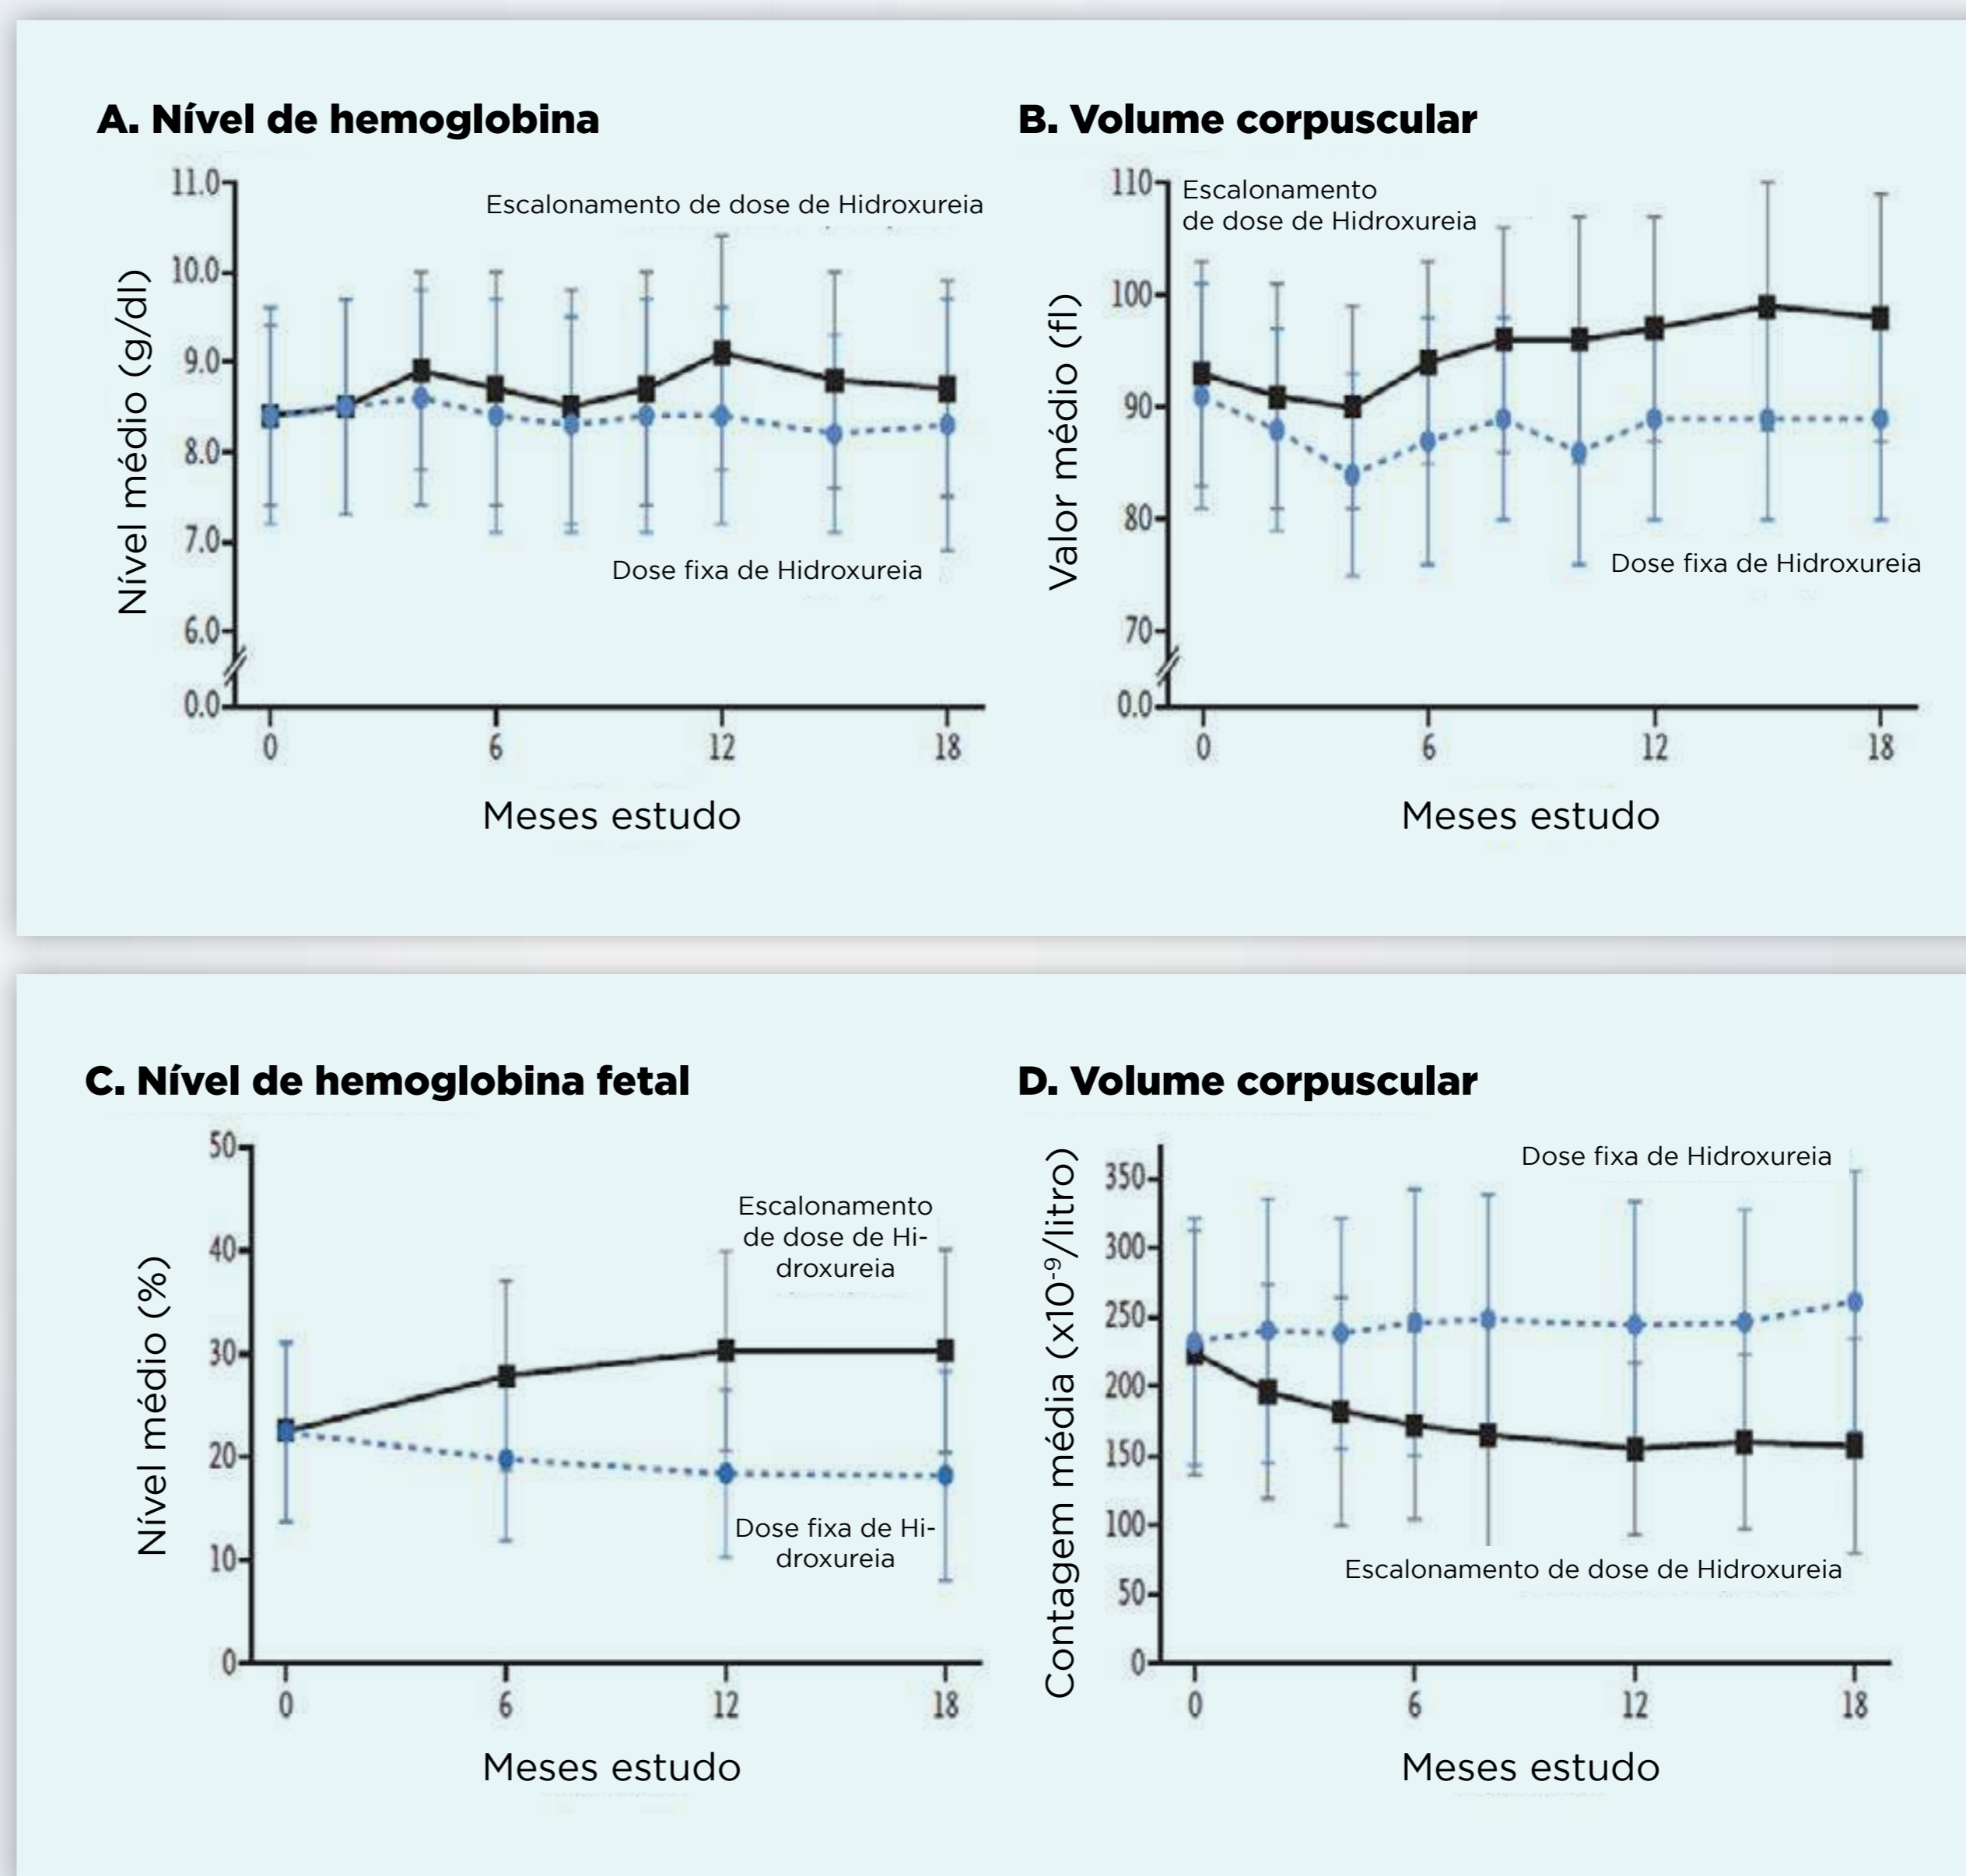 A. Nível de hemoglobina
Nível médio (g/dl)
11.0
10.0
9.0
8.0
7.0
6.0
0.0
Escalonamento de dose de Hidroxureia
Dose fixa de Hidroxureia
0 6 12 18
Meses estudo
B. Volume corpuscular
Valor médio (fl)
110
100
90
80
70
0.0
Escalonamento
de dose de Hidroxureia
Dose fixa de Hidroxureia
0 6 12 18
Meses estudo
C. Nível de hemoglobina fetal
Nível médio (%)
50
40
30
20
10
0
Escalonamento
de dose de Hi-
droxureia
Dose fixa de Hi-
droxureia
0 6 12 18
Meses estudo
D. Volume corpuscular
Contagem média (x10⁻⁹/litro)
350
300
250
200
150
100
50
0
Dose fixa de Hidroxureia
Escalonamento de dose de Hidroxureia
0 6 12 18
Meses estudo